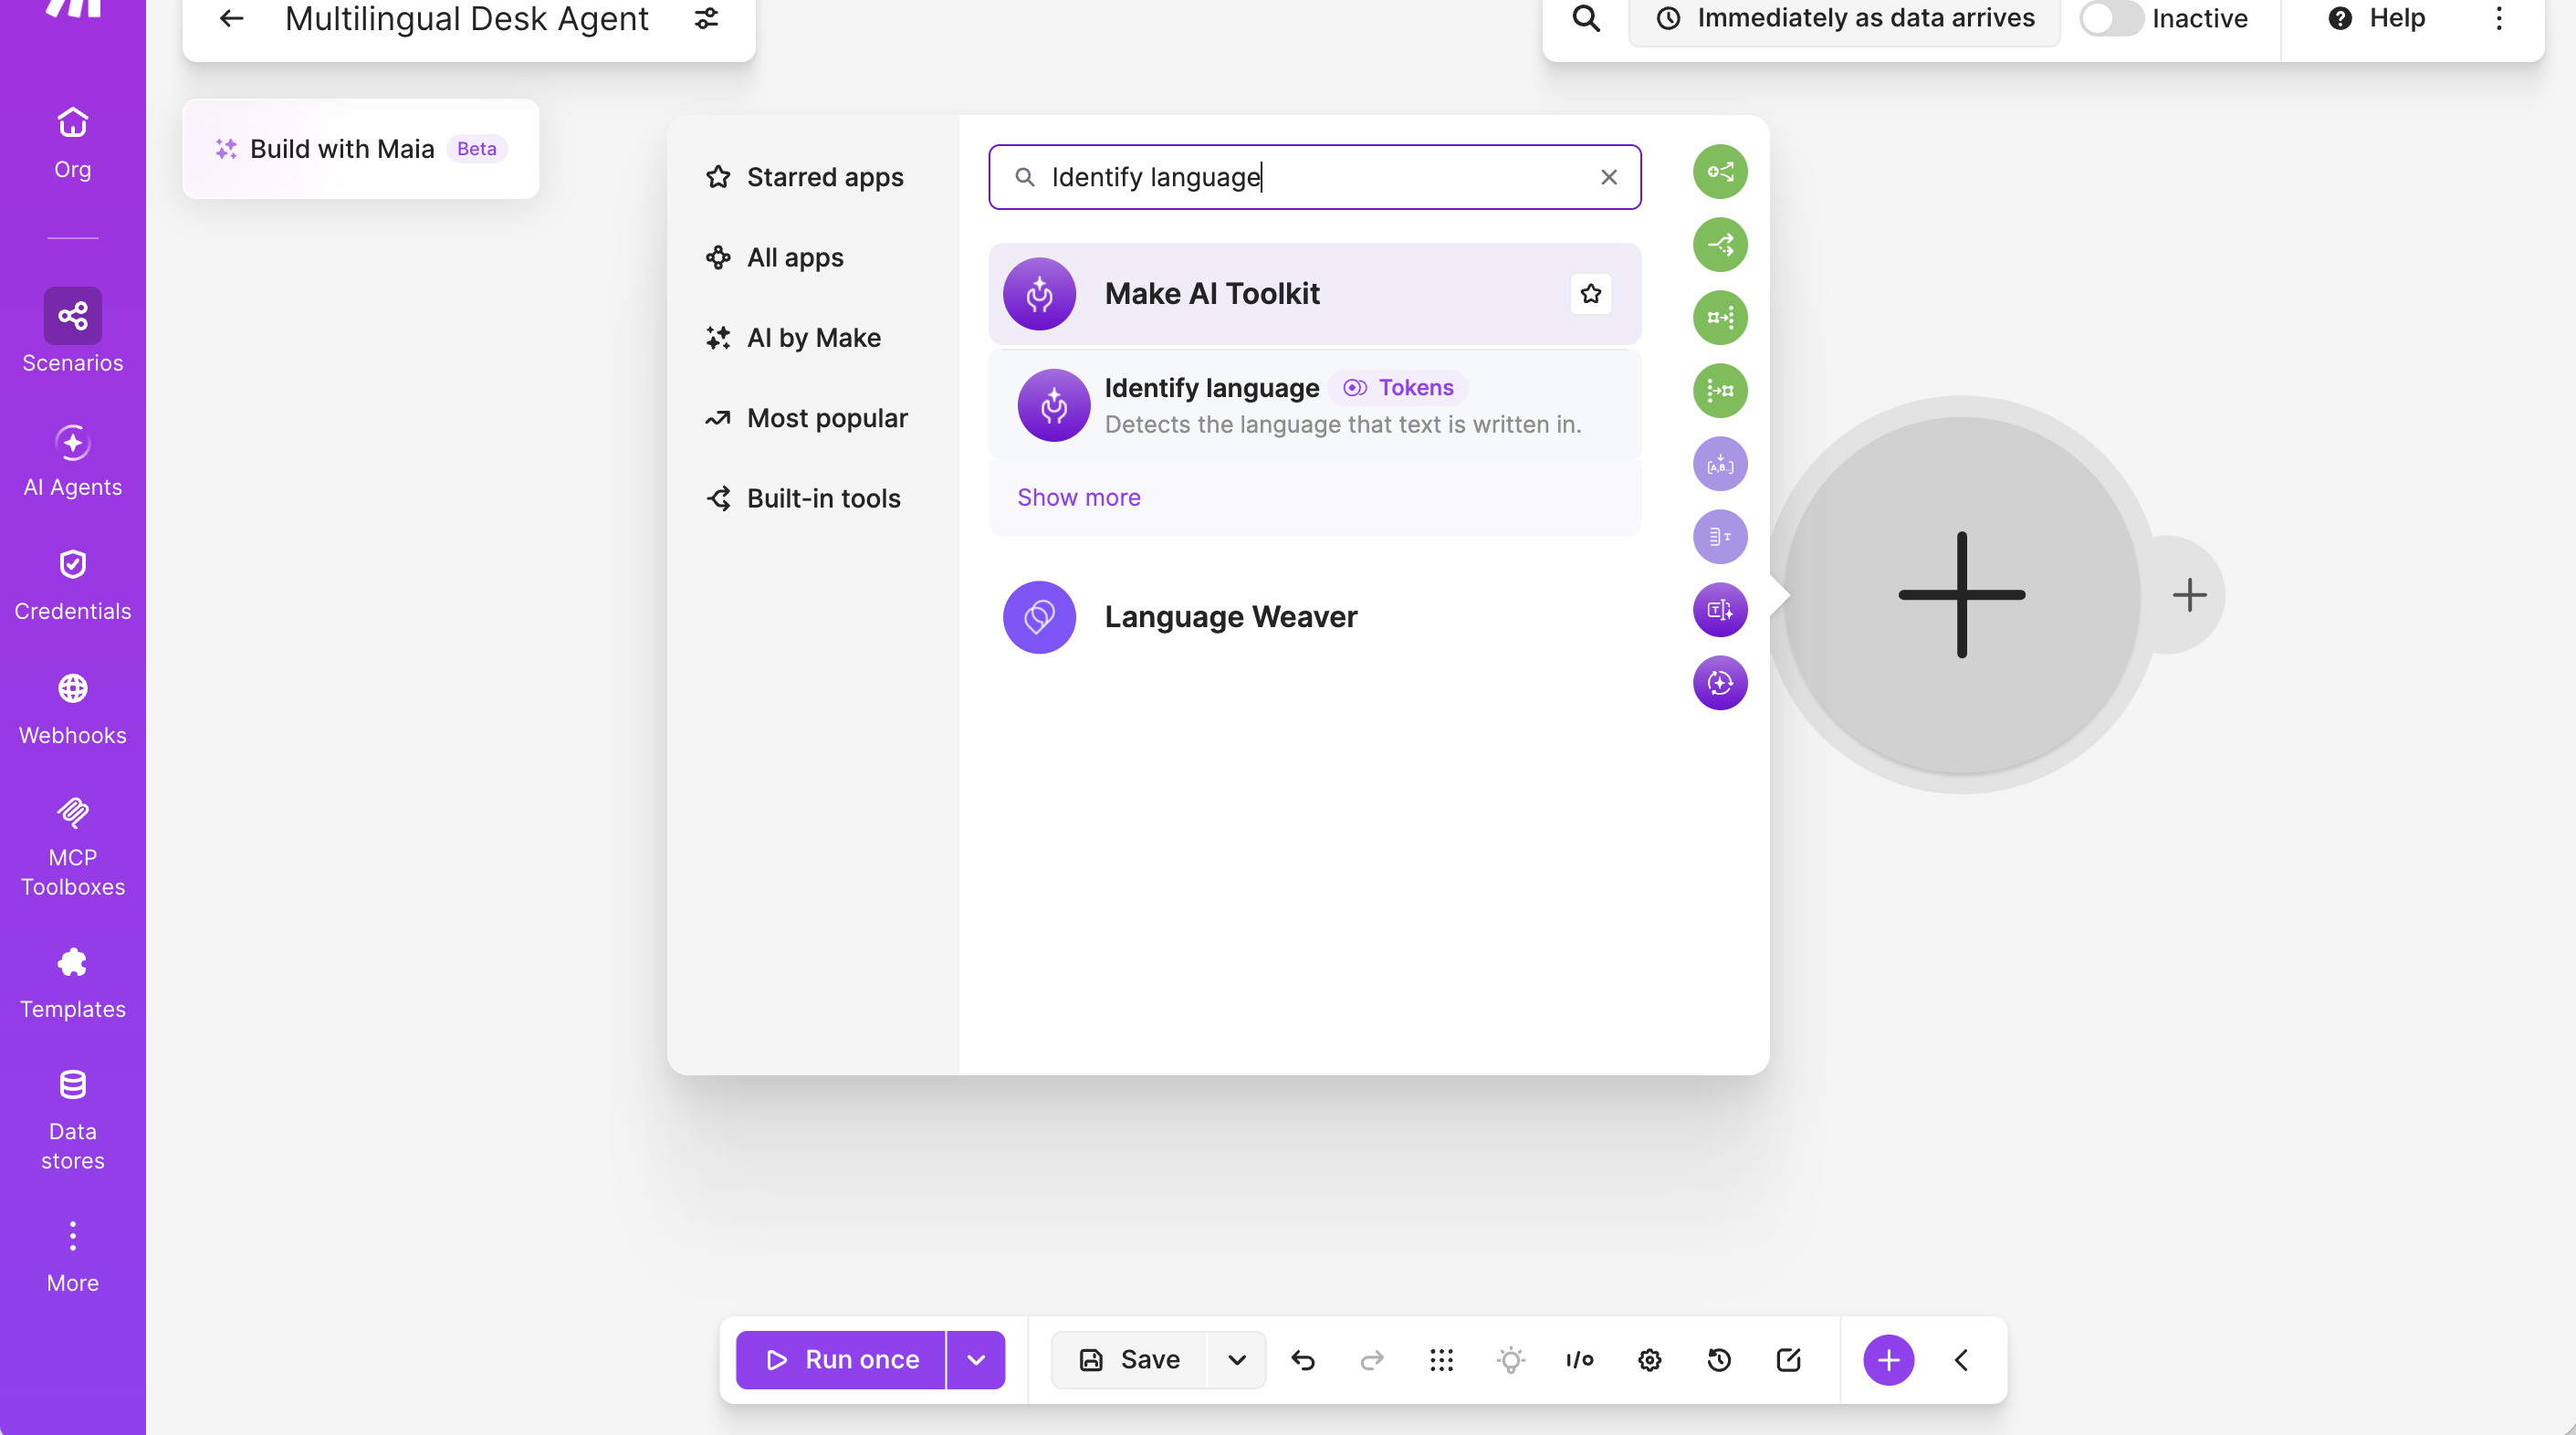 Multilingual Desk Agent
Immediately as data arrives
Inactive
Help
Org
Scenarios
AI Agents
Credentials
Webhooks
MCP
Toolboxes
Templates
Data
stores
More
Build with Maia Beta
Starred apps
All apps
AI by Make
Most popular
Built-in tools
Identify language
Make AI Toolkit
Identify language Tokens
Detects the language that text is written in.
Show more
Language Weaver
Run once
Save